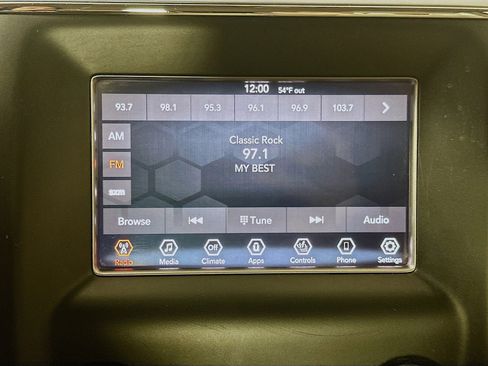 12:00 54°F out
93.7 98.1 95.3 96.1 96.9 103.7
AM
Classic Rock
FM
97.1
MY BEST
sxm
Browse Tune Audio
Off
Radio Media Climate Apps Controls Phone Settings